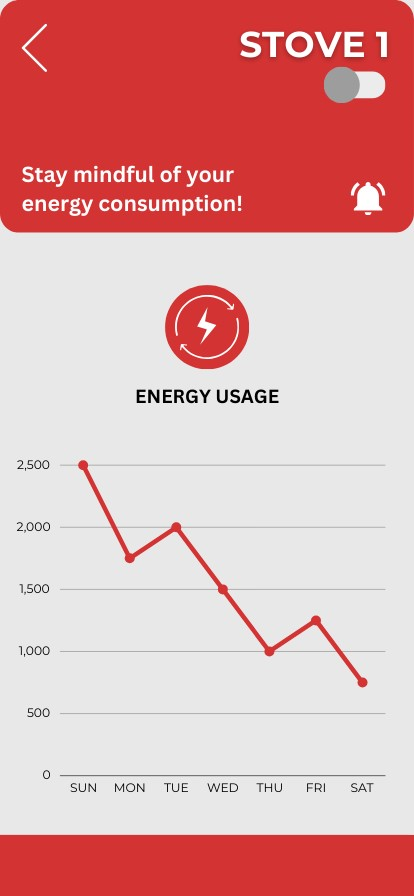 STOVE 1
Stay mindful of your
energy consumption!
ENERGY USAGE
2,500
2,000
1,500
1,000
500
0
SUN MON TUE WED THU FRI SAT